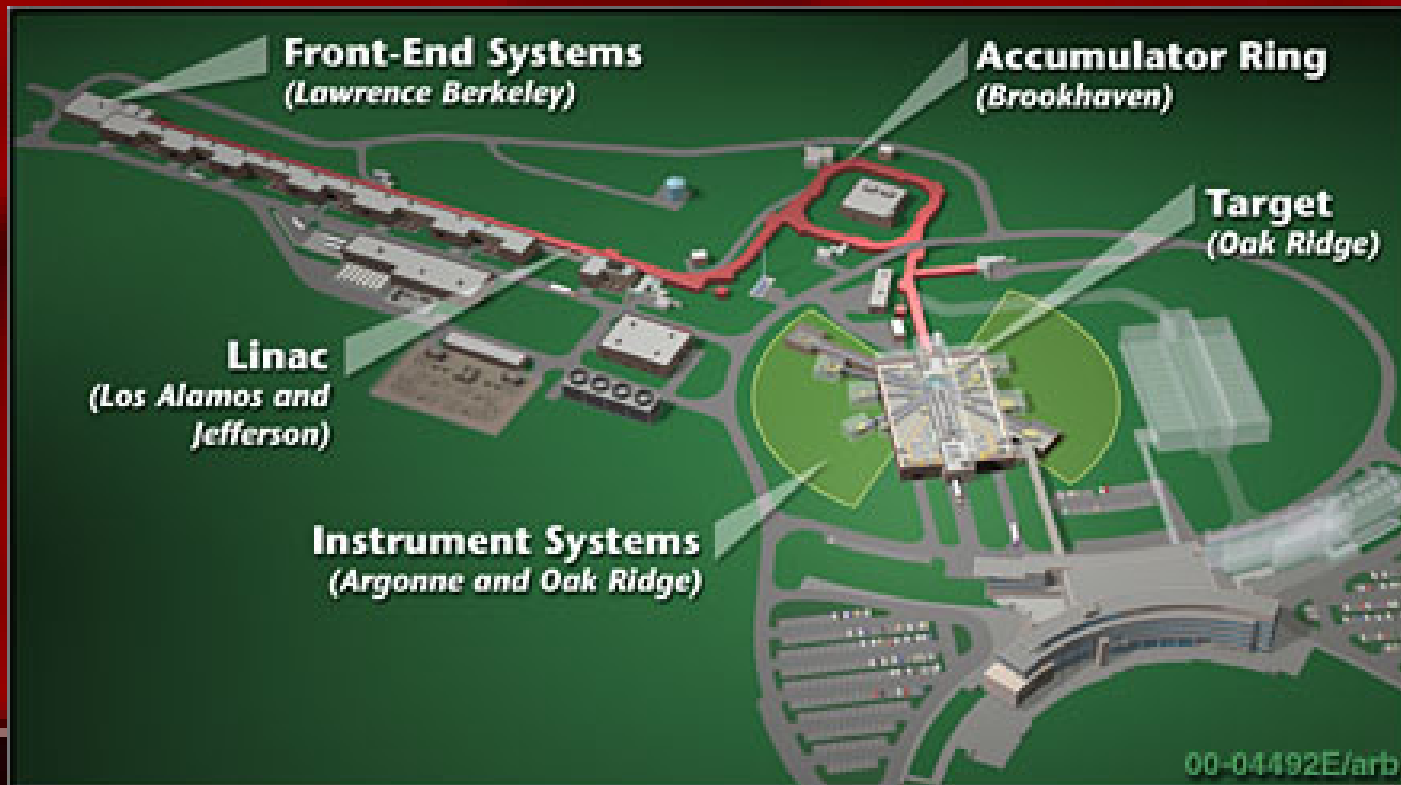 Front-End Systems
(Lawrence Berkeley)
Accumulator Ring
(Brookhaven)
Target
(Oak Ridge)
Linac
(Los Alamos and
Jefferson)
Instrument Systems
(Argonne and Oak Ridge)
00-04492E/arb